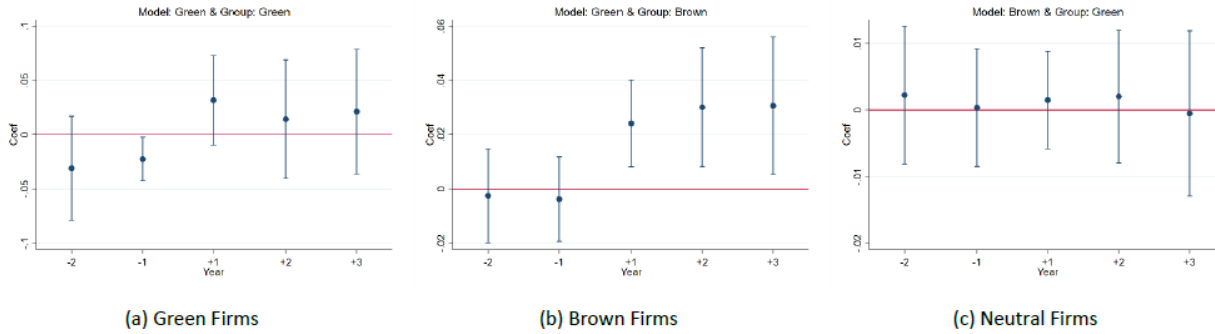 Model: Green & Group: Green
.1
.05
0
-.05
-.1
Coef
-2
-1
+1
+2
+3
Year
(a) Green Firms
Model: Green & Group: Brown
.06
.04
.02
0
-.02
Coef
-2
-1
+1
+2
+3
Year
(b) Brown Firms
Model: Brown & Group: Green
.01
0
-.01
-.02
Coef
-2
-1
+1
+2
+3
Year
(c) Neutral Firms